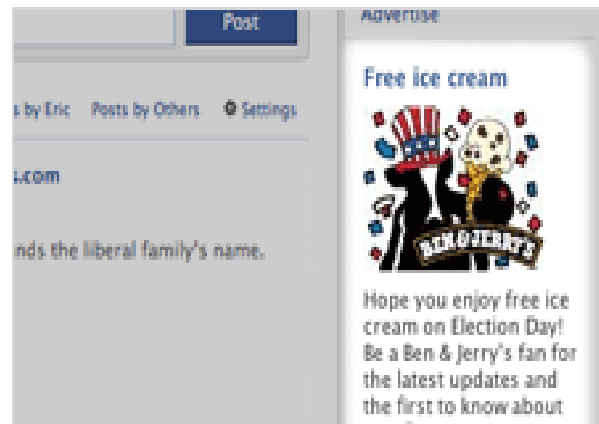 Post
s by Eric Posts by Others Settings
s.com
nds the liberal family's name.
Advertise
Free ice cream
BEN & JERRY'S
Hope you enjoy free ice
cream on Election Day!
Be a Ben & Jerry's fan for
the latest updates and
the first to know about